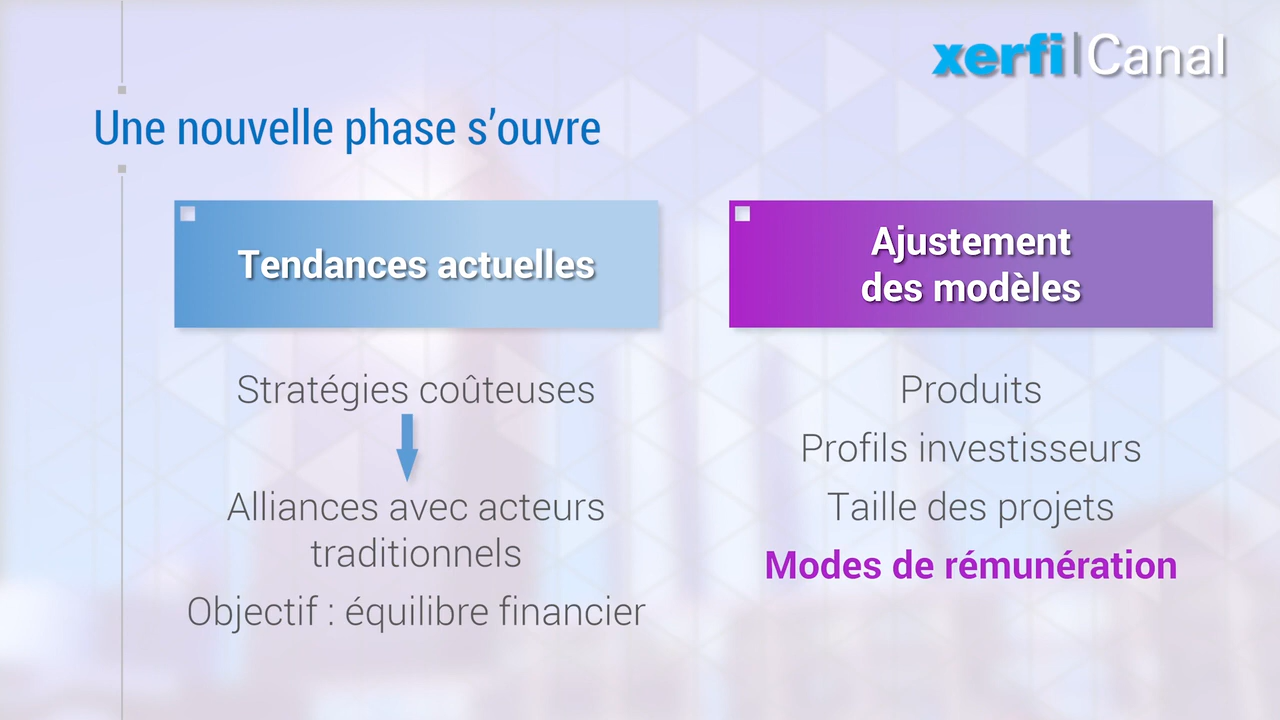 xerfi|Canal
Une nouvelle phase s’ouvre
Tendances actuelles
Stratégies coûteuses
Alliances avec acteurs
traditionnels
Objectif : équilibre financier
Ajustement
des modèles
Produits
Profils investisseurs
Taille des projets
Modes de rémunération